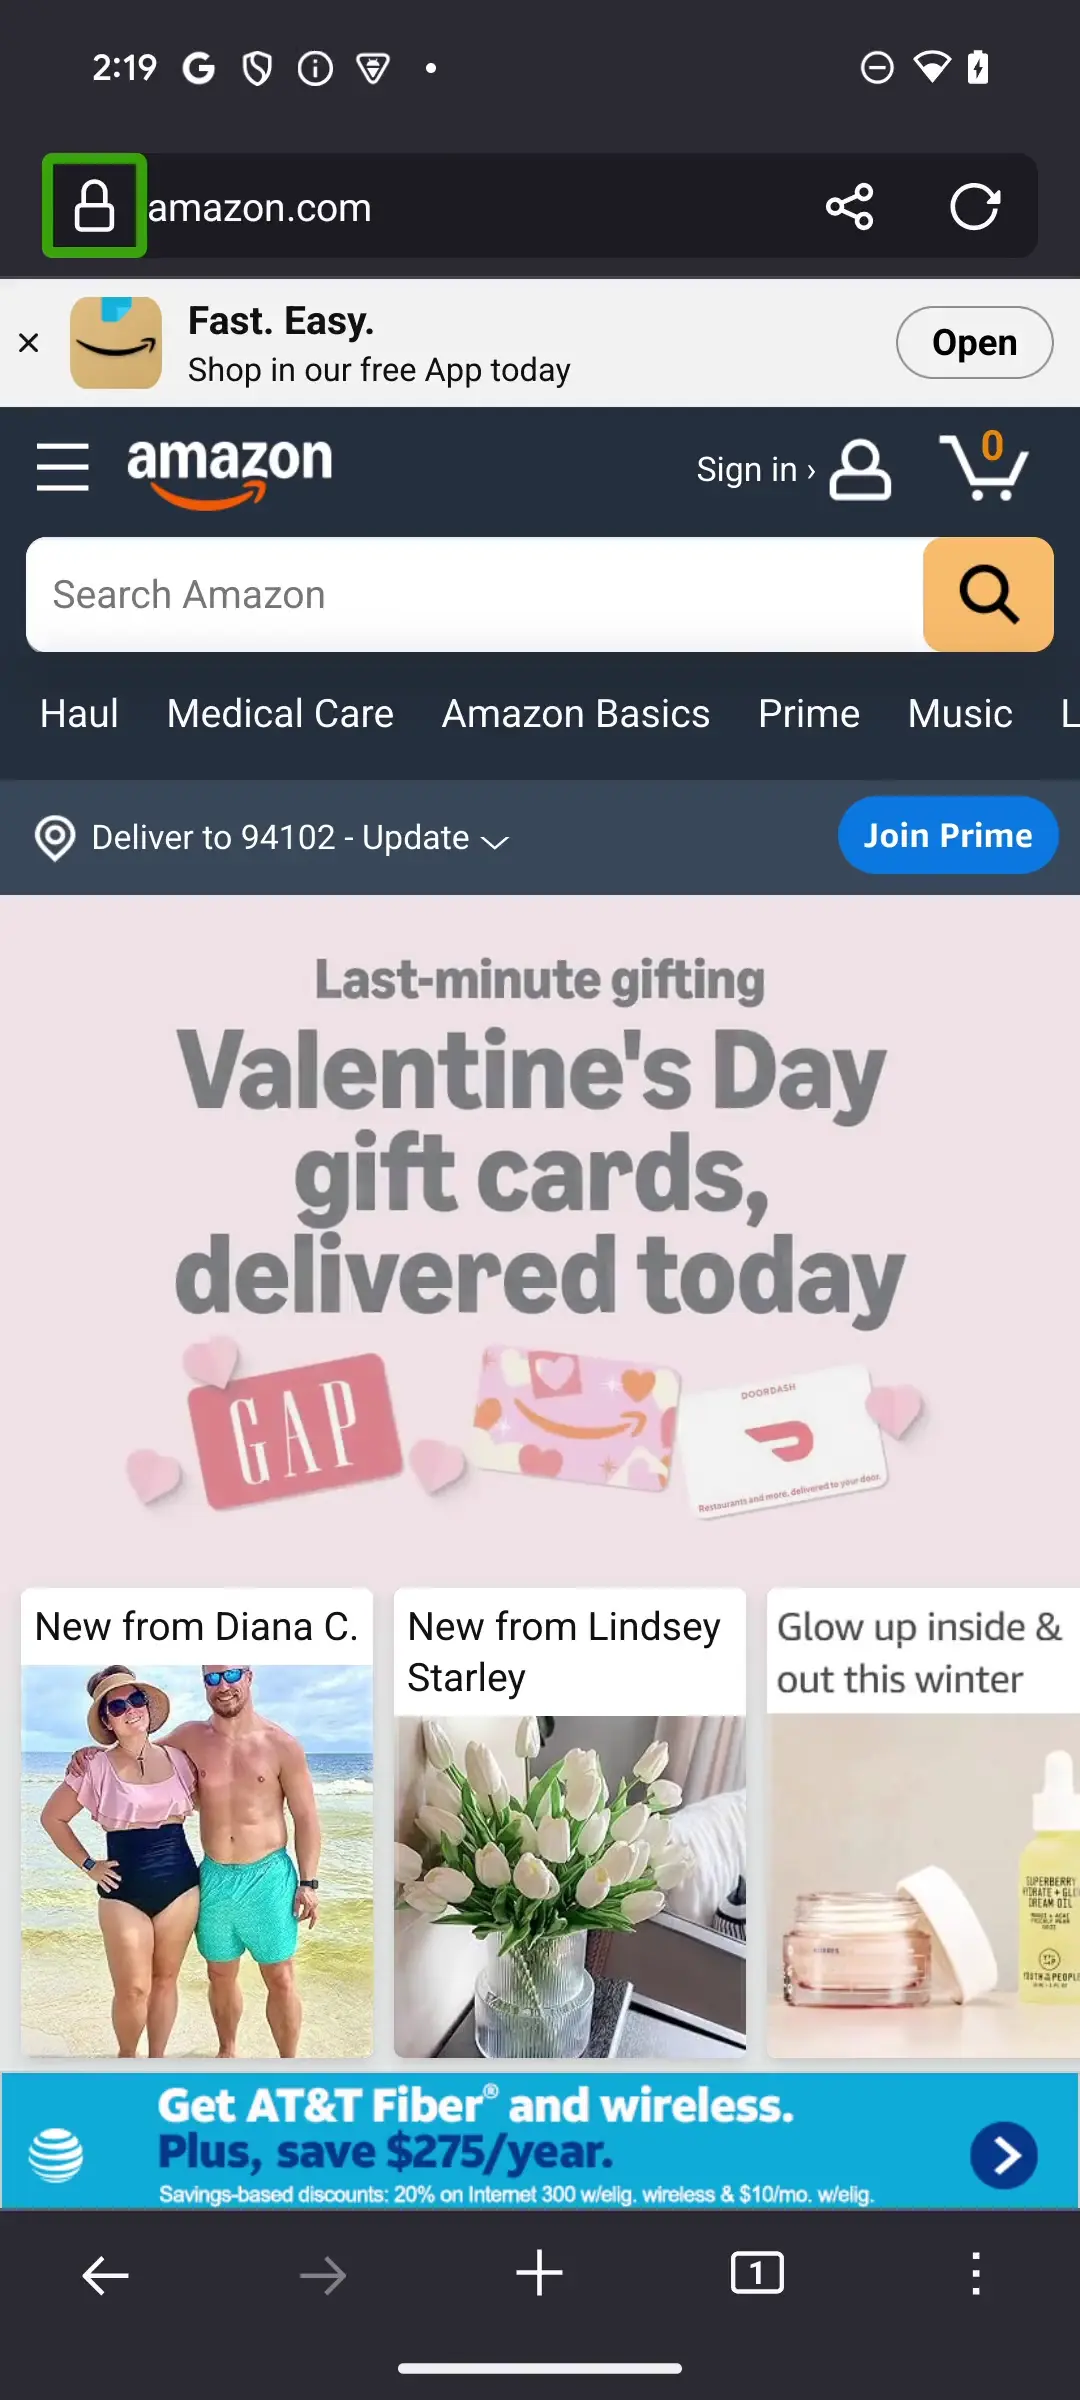 2:19
amazon.com
Fast. Easy.
Shop in our free App today
Open
amazon
Sign in ›
0
Search Amazon
Haul Medical Care Amazon Basics Prime Music L
Deliver to 94102 - Update
Join Prime
Last-minute gifting
Valentine's Day
gift cards,
delivered today
GAP
DOORDASH
Restaurants and more, delivered to your door.
New from Diana C.
New from Lindsey
Starley
Glow up inside &
out this winter
SUPERBERRY
HYDRATE + GLO
DREAM OIL
YOUTH TO THE PEOPLE
Get AT&T Fiber® and wireless.
Plus, save $275/year.
Savings-based discounts: 20% on Internet 300 w/elig. wireless & $10/mo. w/elig.
1